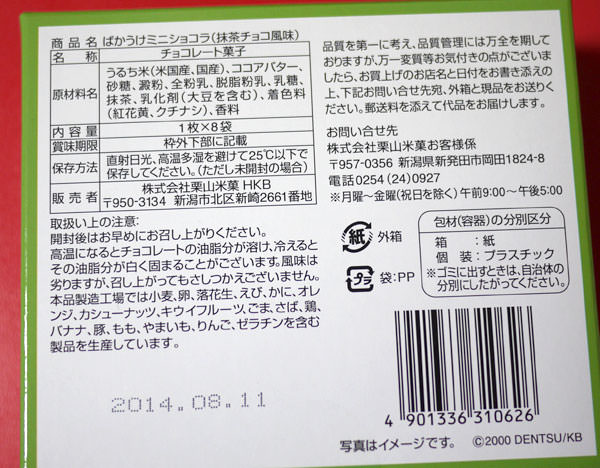 商品名 ばかうけミニショコラ(抹茶チョコ風味)
名称 チョコレート菓子
原材料名 うるち米(米国産、国産)、ココアバター、
砂糖、澱粉、全粉乳、脱脂粉乳、乳糖、
抹茶、乳化剤(大豆を含む)、着色料
(紅花黄、クチナシ)、香料
内容量 1枚×8袋
賞味期限 枠外下部に記載
保存方法 直射日光、高温多湿を避けて25℃以下で
保存してください。(ただし未開封の場合)
販売者 株式会社栗山米菓 HKB
〒950-3134 新潟市北区新崎2661番地
取扱い上の注意:
開封後はお早めにお召し上がりください。
高温になるとチョコレートの油脂分が溶け、冷えると
その油脂分が白く固まることがございます。風味は
劣りますが、召し上がってもさしつかえございません。
本品製造工場では小麦、卵、落花生、えび、かに、オレ
ンジ、カシューナッツ、キウイフルーツ、ごま、さば、鶏、
バナナ、豚、もも、やまいも、りんご、ゼラチンを含む
製品を生産しています。
2014.08.11
品質を第一に考え、品質管理には万全を期して
おりますが、万一変質等お気付きの点がございま
したら、お買上げのお店名と日付をお書き添えの
上、下記お問い合せ先宛、外箱と現品をお送りく
ださい。郵送料を添えて代品をお届けします。
お問い合せ先
株式会社栗山米菓お客様係
〒957-0356 新潟県新発田市岡田1824-8
電話0254(24)0927
※月曜~金曜(祝日を除く)午前9:00~午後5:00
紙 外箱
プラ 袋:PP
包材(容器)の分別区分
箱:紙
個装:プラスチック
※ゴミに出すときは、自治体の
分別にしたがってください。
4 901336 310626
写真はイメージです。 ©2000 DENTSU/KB